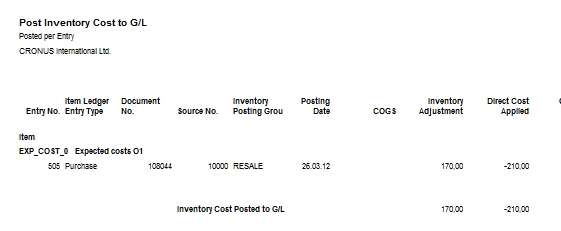 Post Inventory Cost to G/L
Posted per Entry
CRONUS International Ltd.
Item Ledger Document Inventory Posting Inventory Direct Cost
Entry No. Entry Type No. Source No. Posting Grou Date COGS Adjustment Applied
Item
EXP_COST_0 Expected costs 01
505 Purchase 108044 10000 RESALE 26.03.12 170,00 -210,00
Inventory Cost Posted to G/L 170,00 -210,00